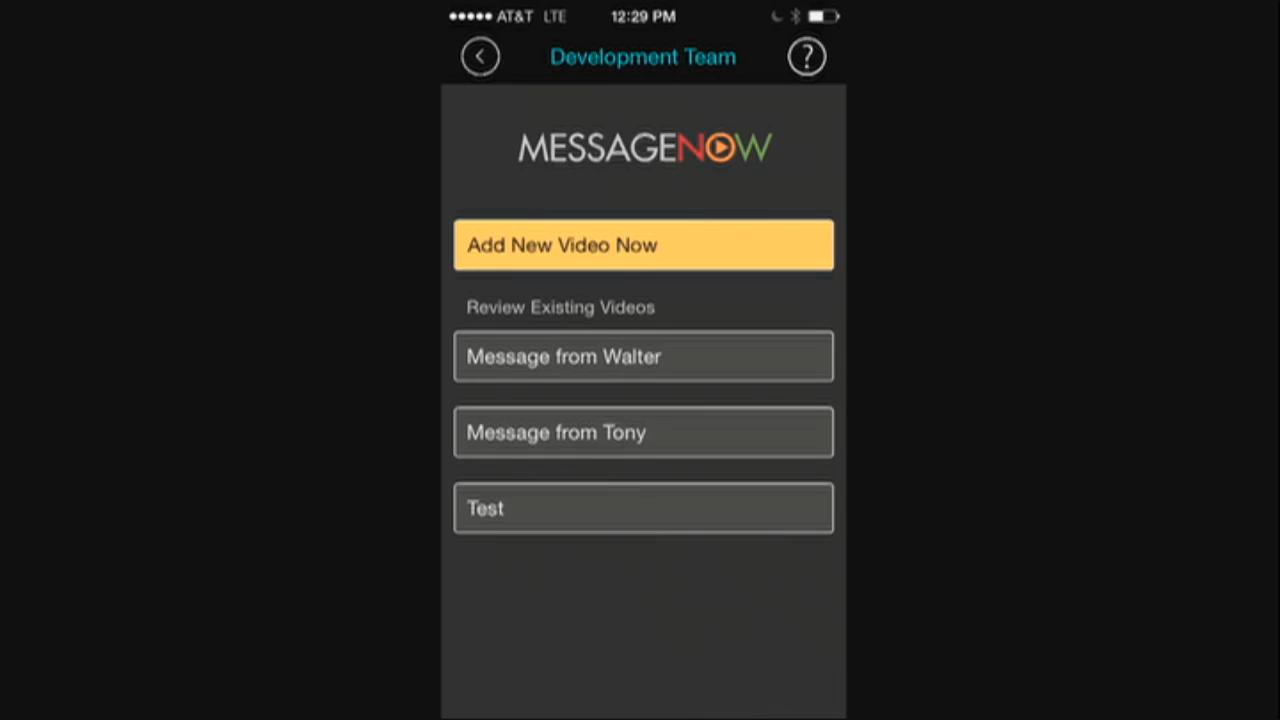 AT&T LTE 12:29 PM
Development Team ?
MESSAGENOW
Add New Video Now
Review Existing Videos
Message from Walter
Message from Tony
Test